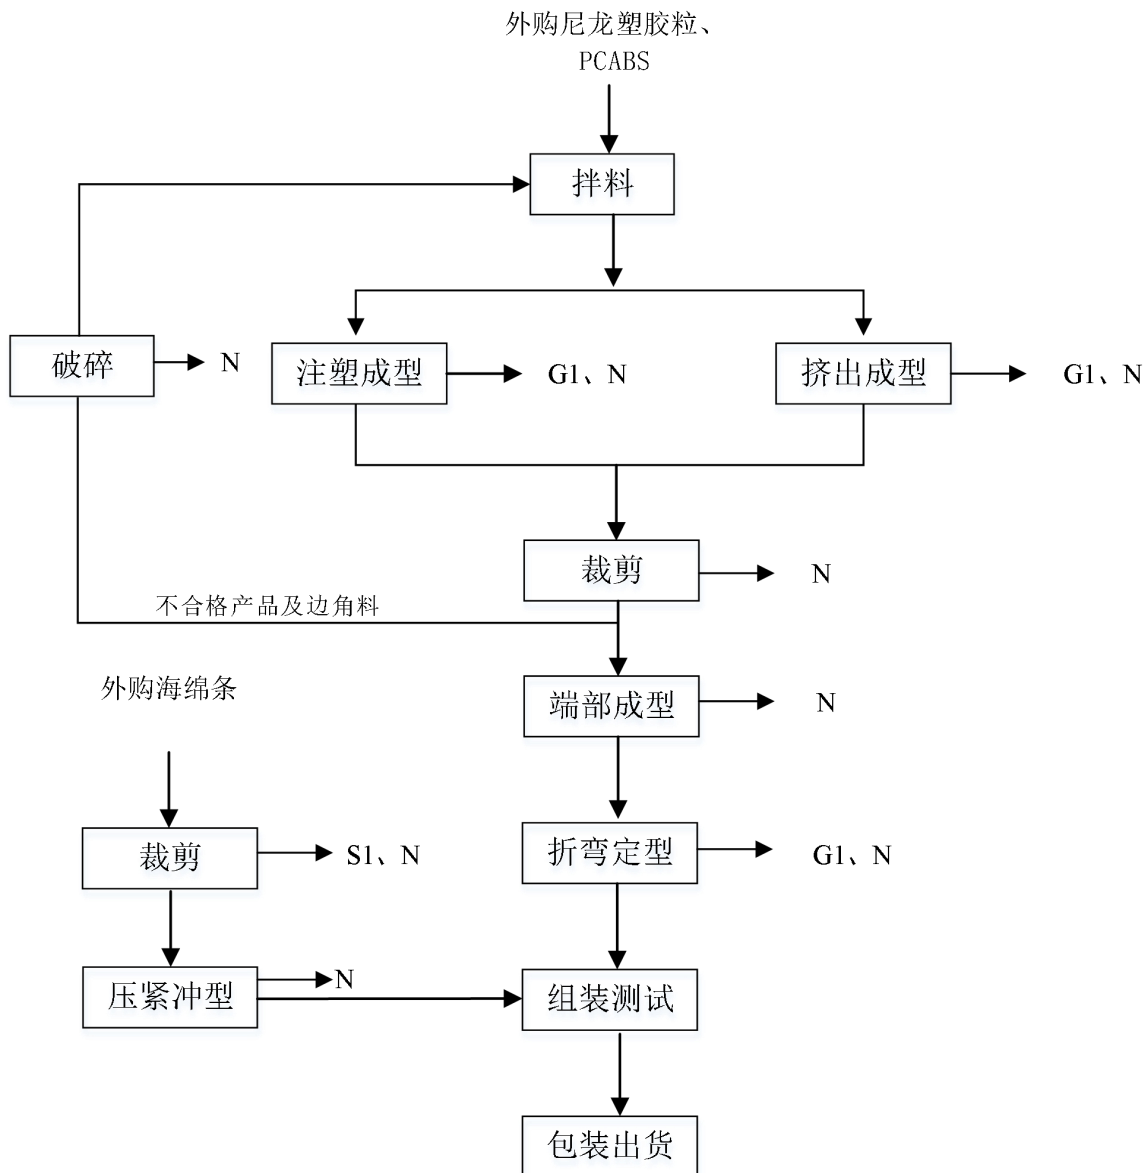 外购尼龙塑胶粒、
PCABS
拌料
破碎
N
注塑成型
G1、N
挤出成型
G1、N
裁剪
N
不合格产品及边角料
外购海绵条
端部成型
N
裁剪
S1、N
折弯定型
G1、N
压紧冲型
N
组装测试
包装出货